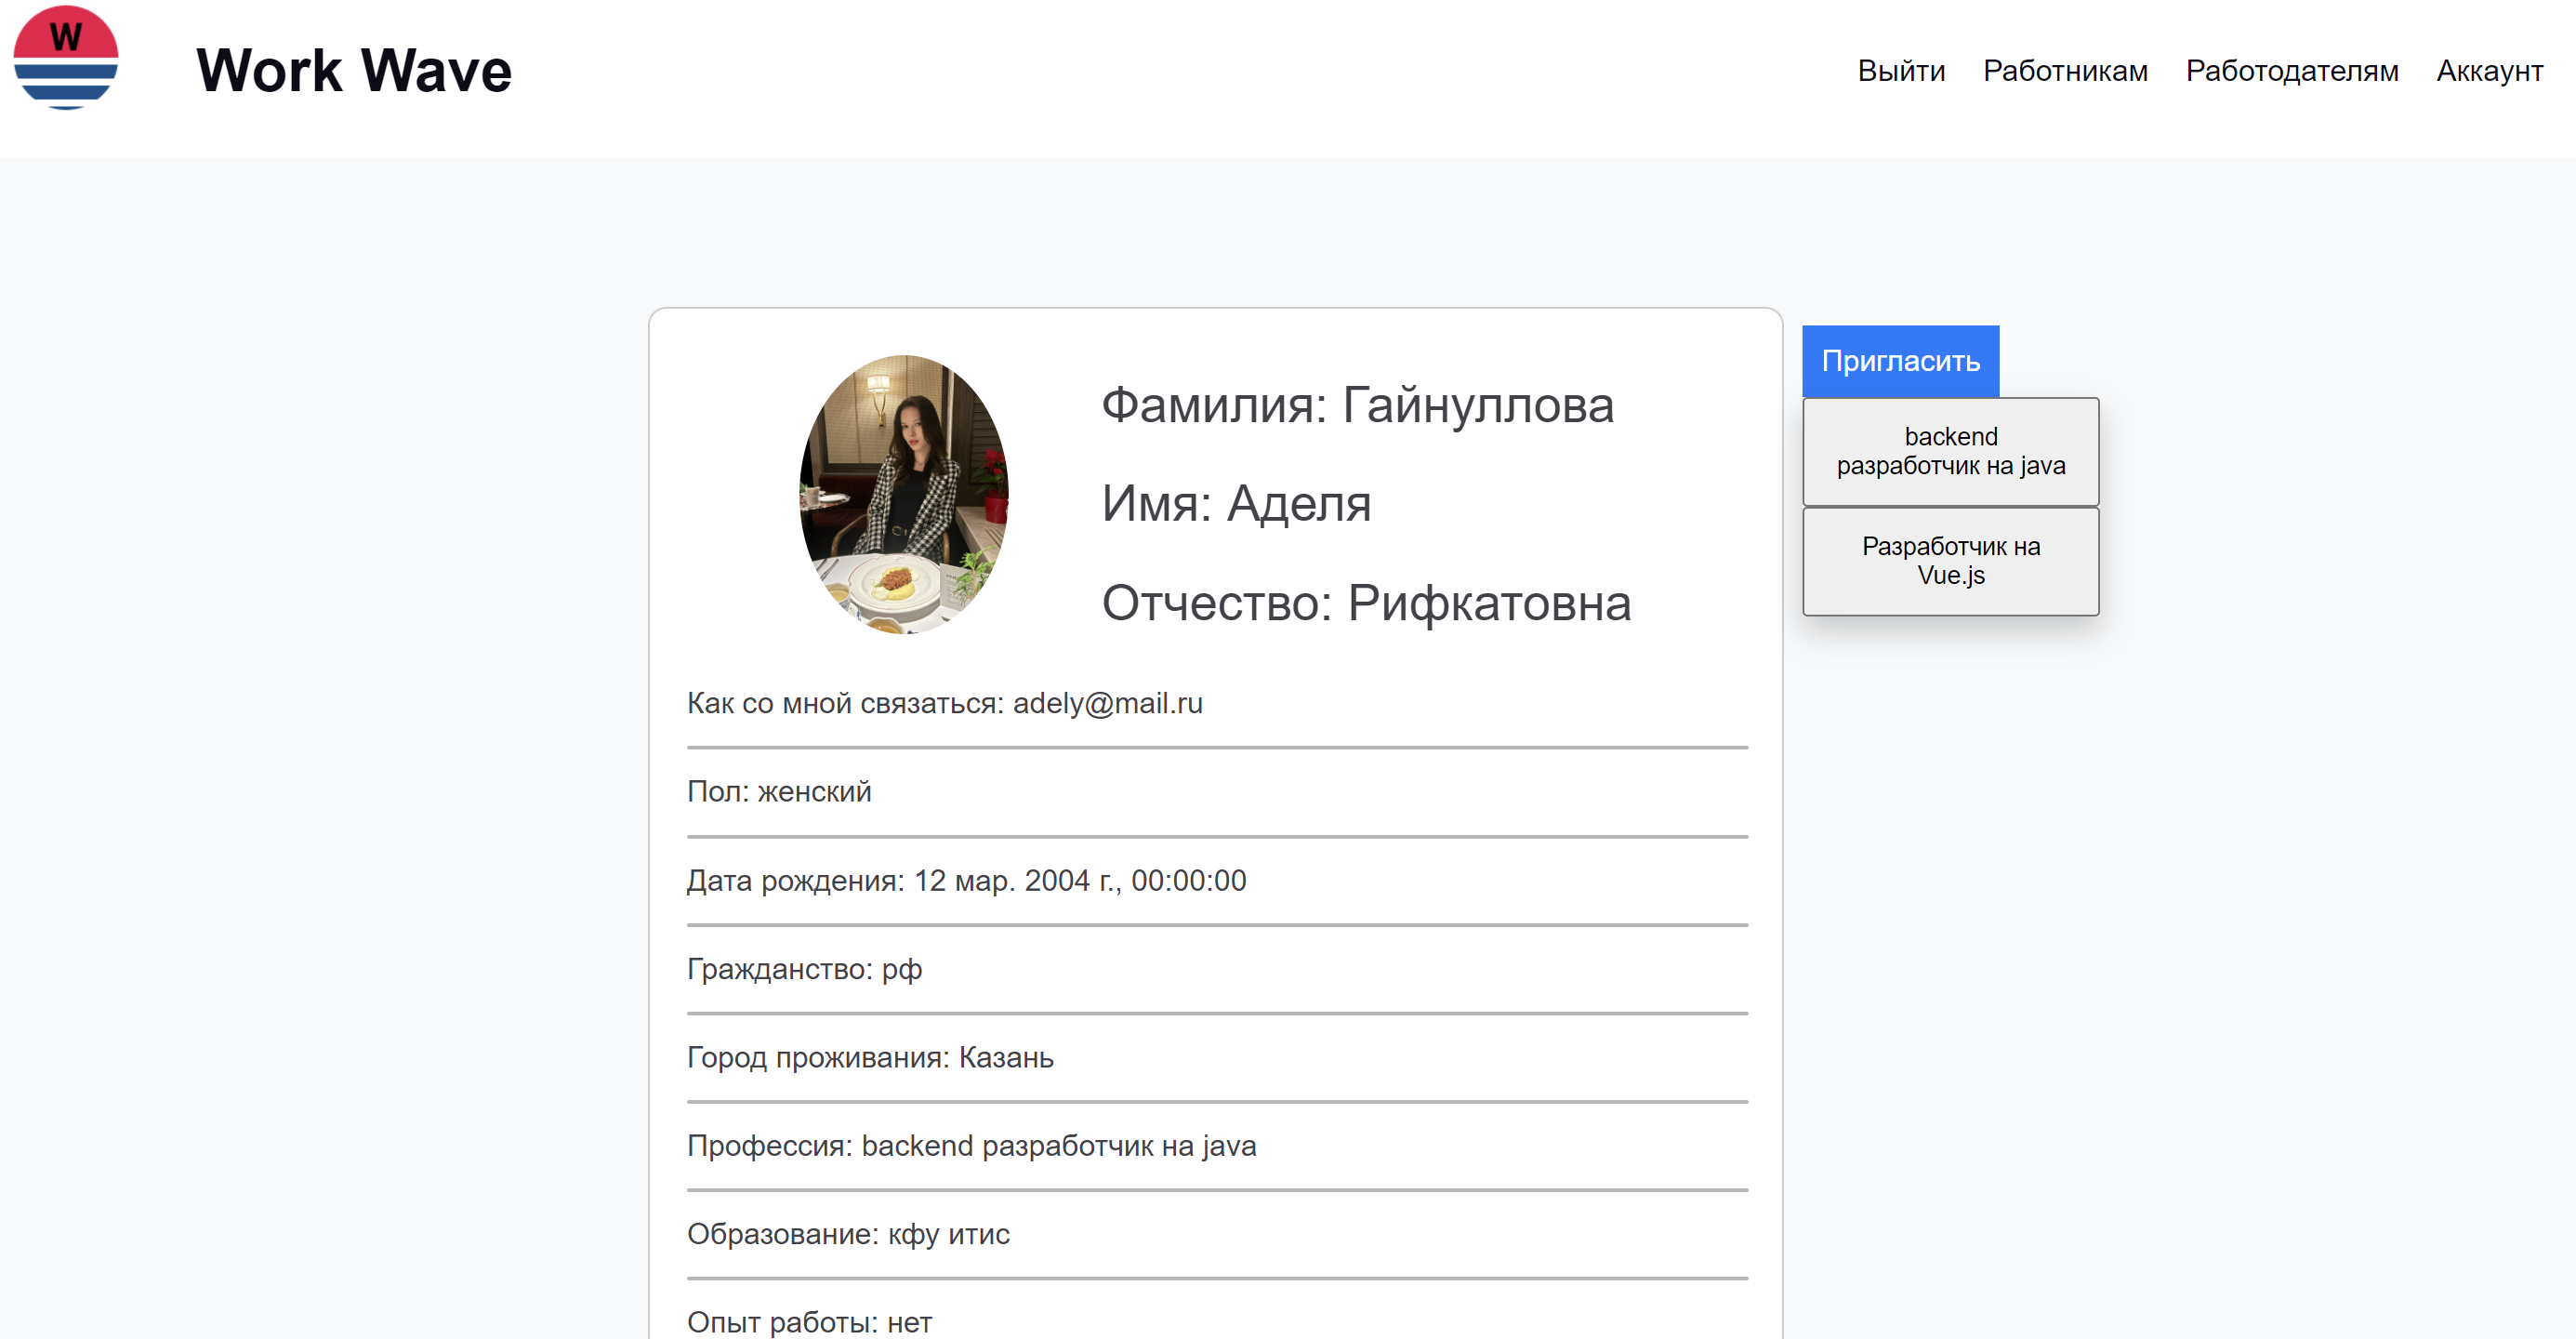 W
Work Wave
Выйти
Работникам
Работодателям
Аккаунт
Фамилия: Гайнуллова
Имя: Аделя
Отчество: Рифкатовна
Пригласить
backend
разработчик на java
Разработчик на
Vue.js
Как со мной связаться: adely@mail.ru
Пол: женский
Дата рождения: 12 мар. 2004 г., 00:00:00
Гражданство: рф
Город проживания: Казань
Профессия: backend разработчик на java
Образование: кфу итис
Опыт работы: нет